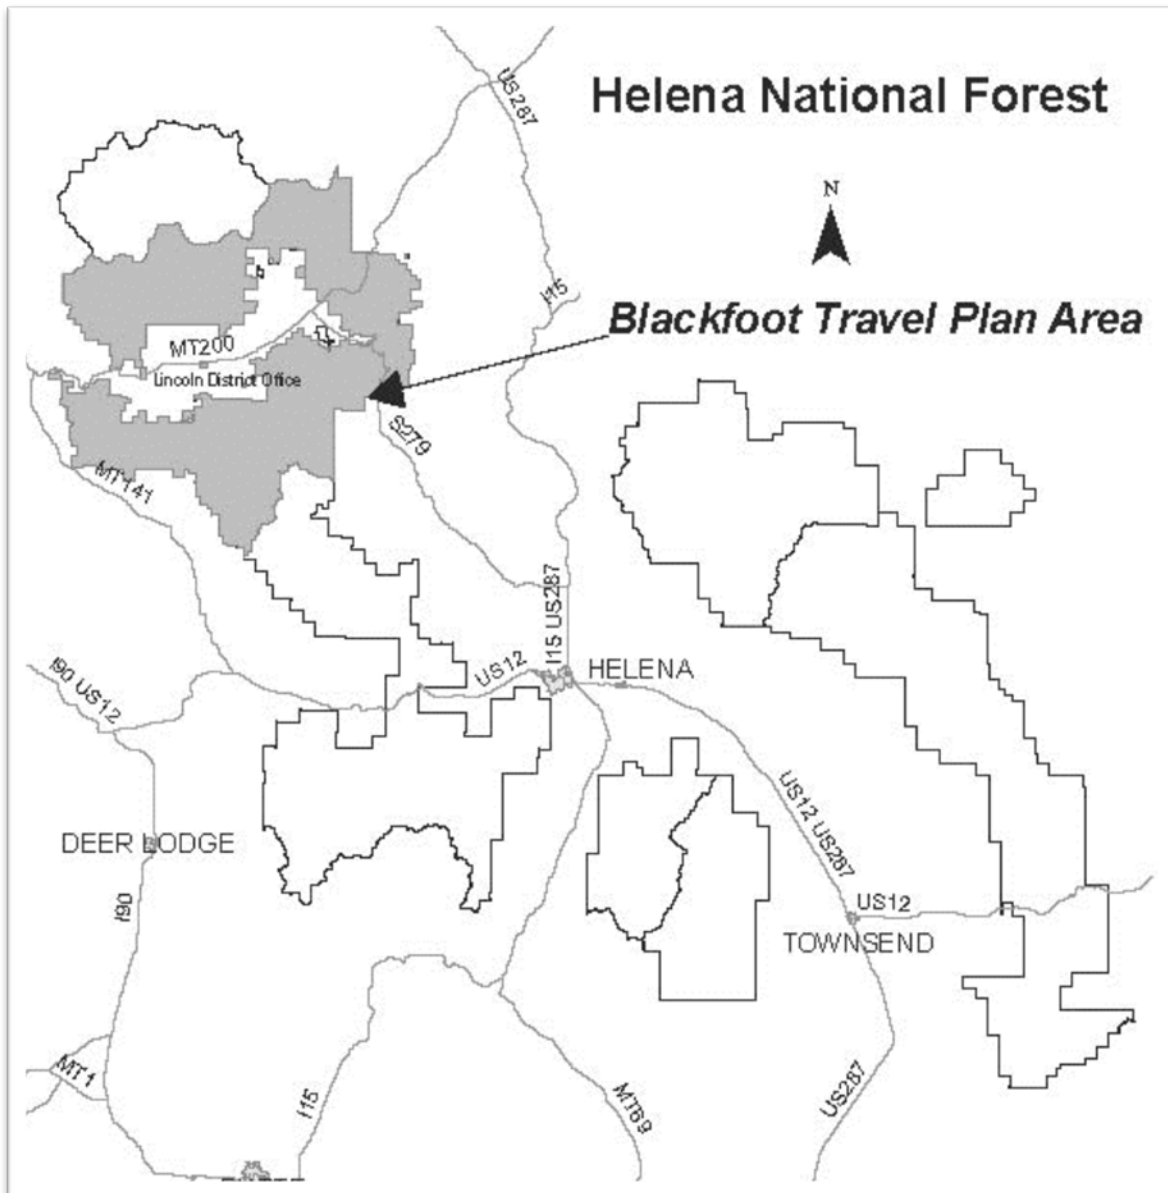 US287
Helena National Forest
N
I15
Blackfoot Travel Plan Area
MT200
Lincoln District Office
S279
MT141
I15 US287
US12
HELENA
I90 US12
US12 US287
DEER LODGE
I90
US12
TOWNSEND
MT1
I15
MT69
US287